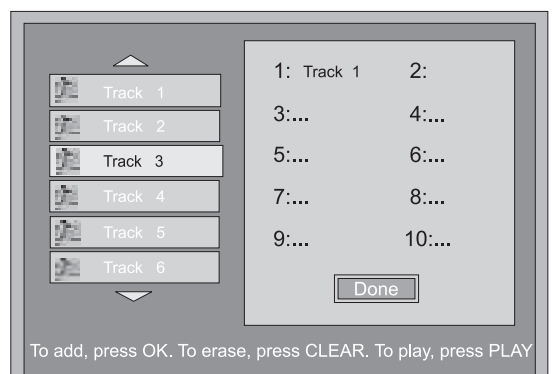 Track 1
Track 2
Track 3
Track 4
Track 5
Track 6
1: Track 1 2:
3:... 4:...
5:... 6:...
7:... 8:...
9:... 10:...
Done
To add, press OK. To erase, press CLEAR. To play, press PLAY